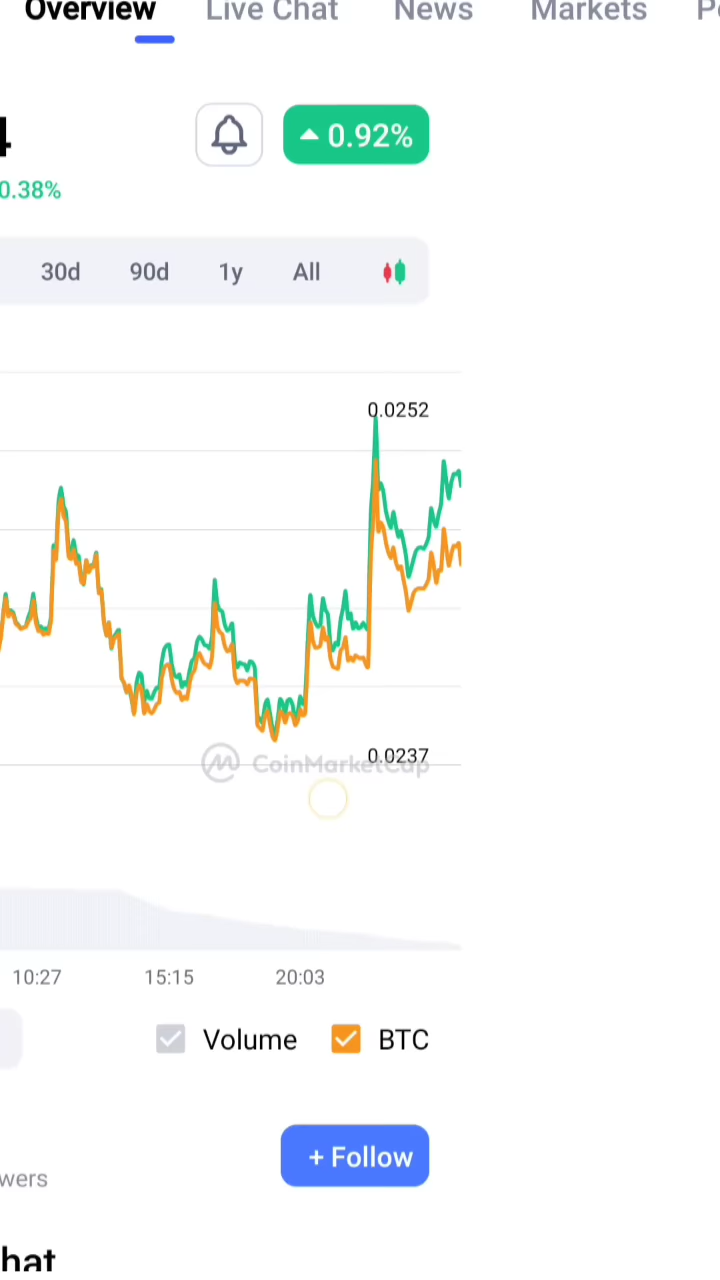 Overview Live Chat News Markets P
4 0.92%
0.38%
30d 90d 1y All
0.0252
0.0237
CoinMarketCap
10:27 15:15 20:03
Volume BTC
+ Follow
wers
hat